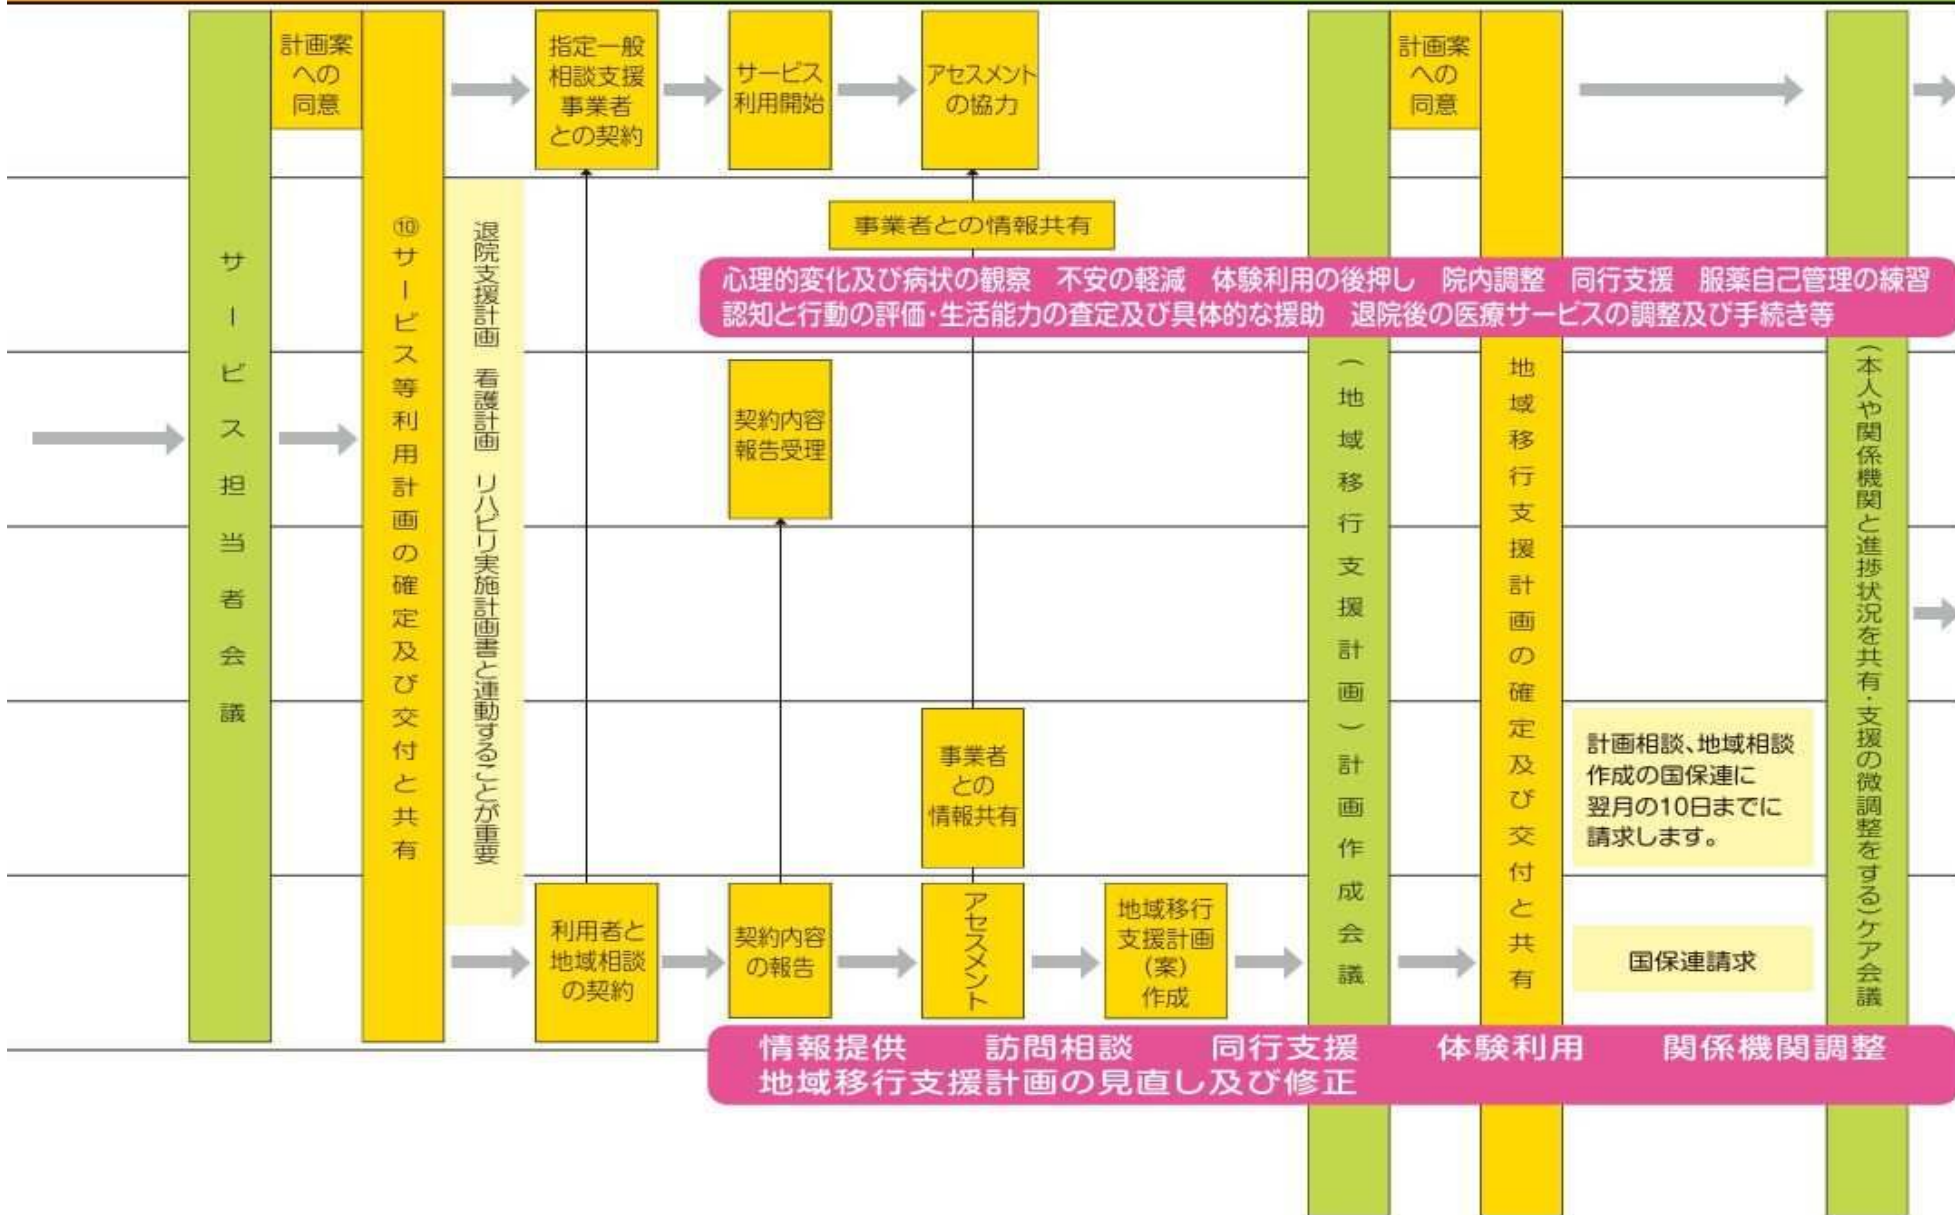 サービス担当者会議
計画案
への
同意
⑩サービス等利用計画の確定及び交付と共有
退院支援計画　看護計画　リハビリ実施計画書と連動することが重要
指定一般
相談支援
事業者
との契約
サービス
利用開始
アセスメント
の協力
事業者との情報共有
心理的変化及び病状の観察　不安の軽減　体験利用の後押し　院内調整　同行支援　服薬自己管理の練習
認知と行動の評価・生活能力の査定及び具体的な援助　退院後の医療サービスの調整及び手続き等
契約内容
報告受理
事業者
との
情報共有
利用者と
地域相談
の契約
契約内容
の報告
アセスメント
地域移行
支援計画
（案）
作成
（地域移行支援計画）計画作成会議
計画案
への
同意
地域移行支援計画の確定及び交付と共有
計画相談、地域相談
作成の国保連に
翌月の10日までに
請求します。
国保連請求
（本人や関係機関と進捗状況を共有・支援の微調整をする）ケア会議
情報提供　訪問相談　同行支援　体験利用　関係機関調整
地域移行支援計画の見直し及び修正